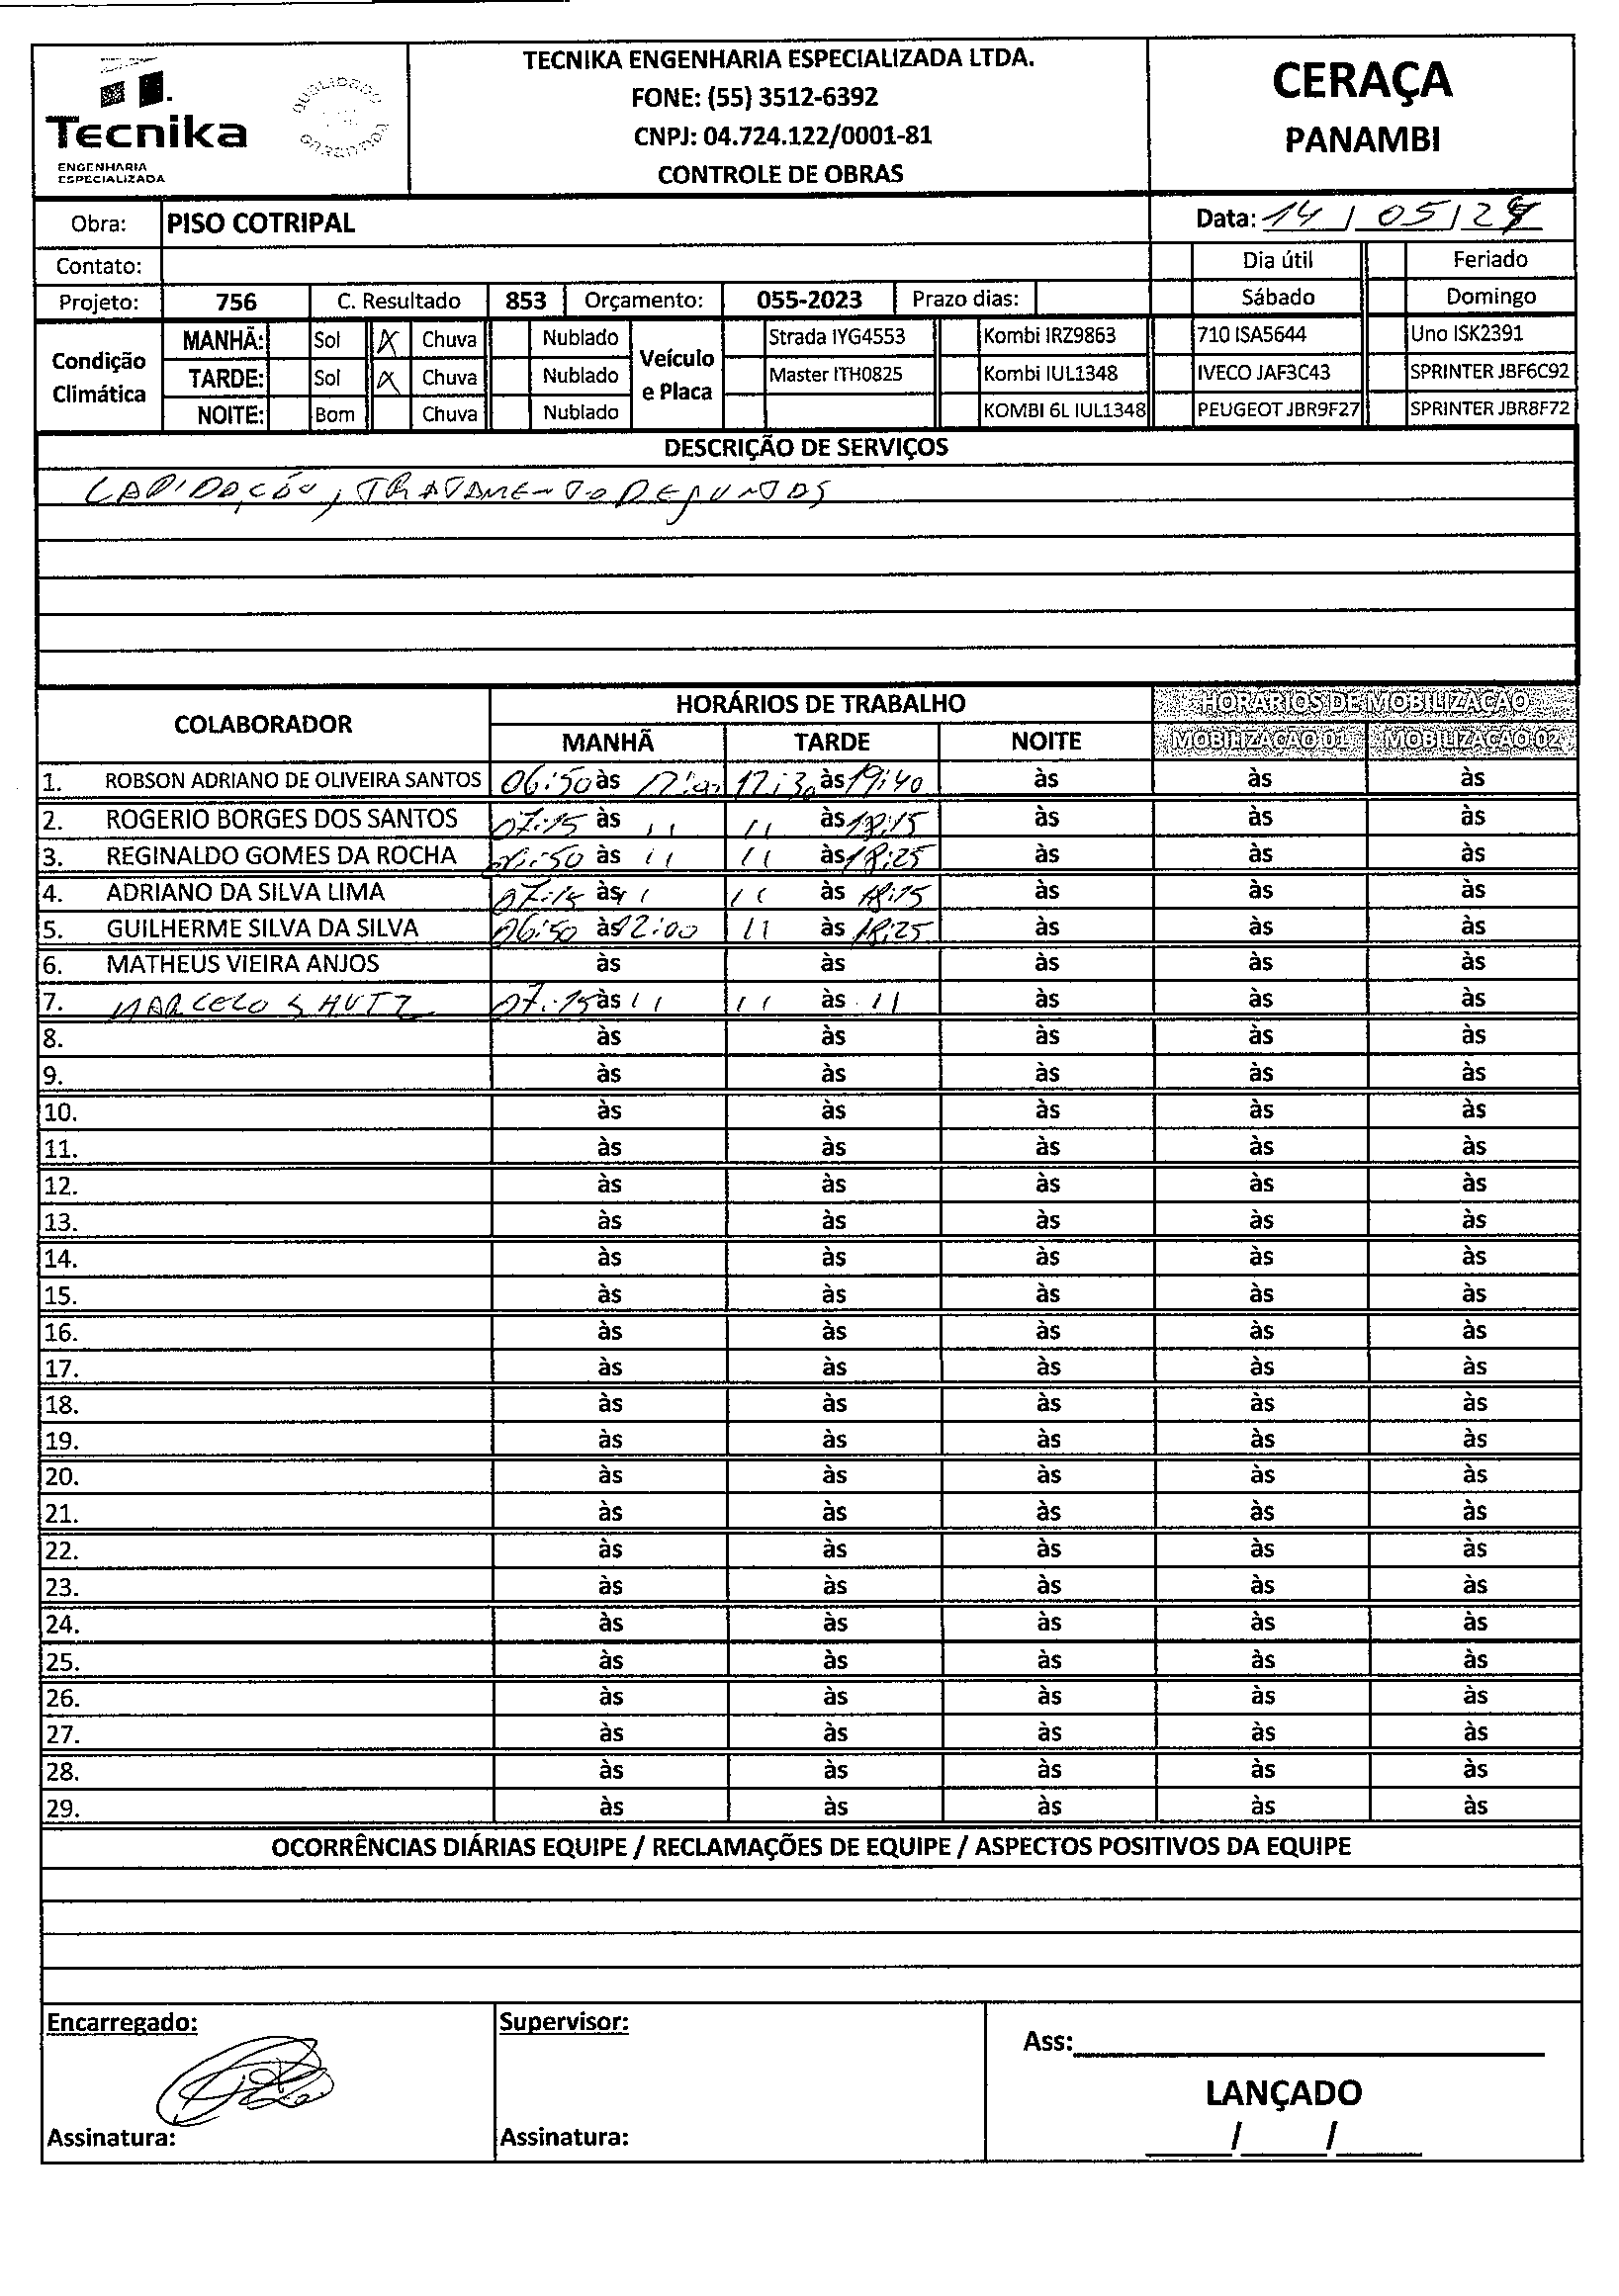 Tecnika
ENGENHARIA
ESPECIALIZADA
QUALIDADE
GARANTIDA
TECNIKA ENGENHARIA ESPECIALIZADA LTDA.
FONE: (55) 3512-6392
CNPJ: 04.724.122/0001-81
CONTROLE DE OBRAS
CERAÇA
PANAMBI
Obra: PISO COTRIPAL Data: 14/05/24
Contato: Dia útil Feriado
Projeto: 756 C. Resultado 853 Orçamento: 055-2023 Prazo dias: Sábado Domingo
Condição Climática Veículo e Placa
MANHÃ: Sol X Chuva Nublado Strada IYG4553 Kombi IRZ9863 710 ISA5644 Uno ISK2391
TARDE: Sol X Chuva Nublado Master ITH0825 Kombi IUL1348 IVECO JAF3C43 SPRINTER JBF6C92
NOITE: Bom Chuva Nublado KOMBI 6L IUL1348 PEUGEOT JBR9F27 SPRINTER JBR8F72
DESCRIÇÃO DE SERVIÇOS
LAPIDAÇÃO, TRATAMENTO DE JUNTAS
COLABORADOR HORÁRIOS DE TRABALHO HORÁRIOS DE MOBILIZAÇÃO
MANHÃ TARDE NOITE MOBILIZAÇÃO 01 MOBILIZAÇÃO 02
1. ROBSON ADRIANO DE OLIVEIRA SANTOS 06:50 às 12:00 12:30 às 19:40 às às às
2. ROGERIO BORGES DOS SANTOS 07:15 às 11 11 às 18:15 às às às
3. REGINALDO GOMES DA ROCHA 06:50 às 11 11 às 18:25 às às às
4. ADRIANO DA SILVA LIMA 07:15 às 11 11 às 18:15 às às às
5. GUILHERME SILVA DA SILVA 06:50 às 12:00 11 às 18:25 às às às
6. MATHEUS VIEIRA ANJOS às às às às às
7. MARCELO SHUTZ 07:15 às 11 11 às 11 às às às
8. às às às às às
9. às às às às às
10. às às às às às
11. às às às às às
12. às às às às às
13. às às às às às
14. às às às às às
15. às às às às às
16. às às às às às
17. às às às às às
18. às às às às às
19. às às às às às
20. às às às às às
21. às às às às às
22. às às às às às
23. às às às às às
24. às às às às às
25. às às às às às
26. às às às às às
27. às às às às às
28. às às às às às
29. às às às às às
OCORRÊNCIAS DIÁRIAS EQUIPE / RECLAMAÇÕES DE EQUIPE / ASPECTOS POSITIVOS DA EQUIPE
Encarregado: Supervisor:
Ass:
LANÇADO
Assinatura: Assinatura: / /